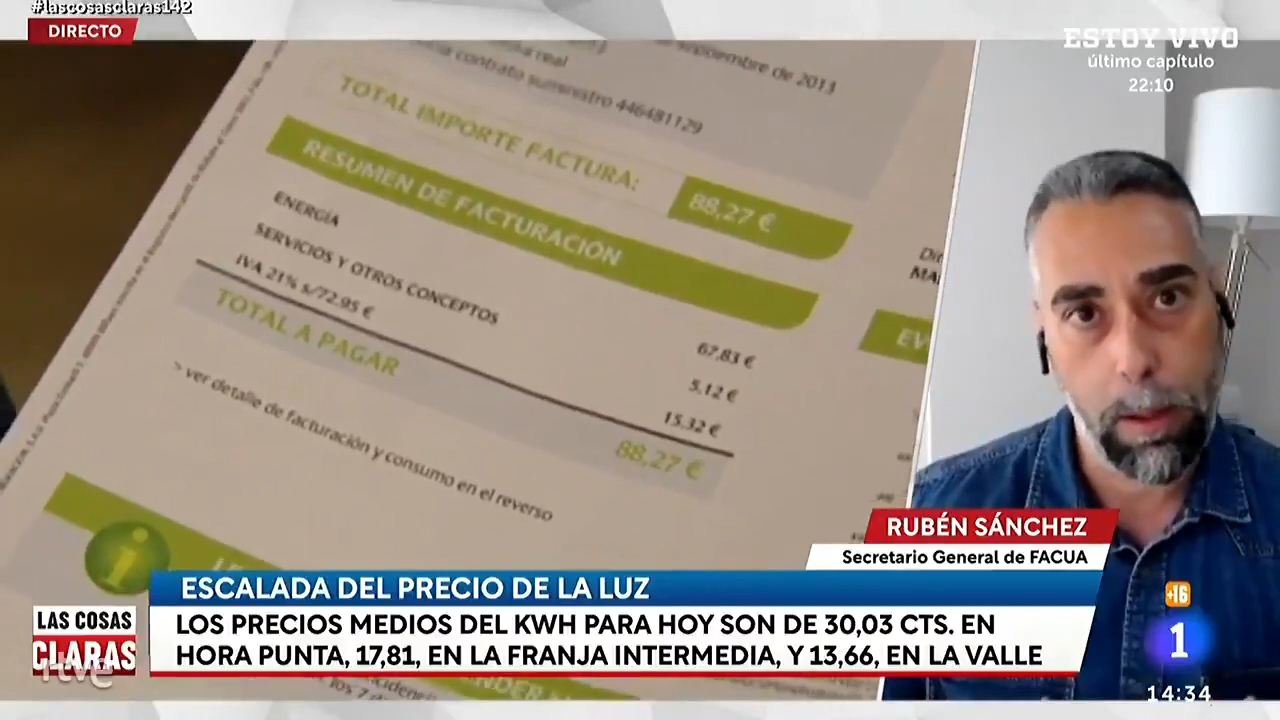 #lascosasclaras142
DIRECTO
ESTOY VIVO
último capítulo
22:10
de 2013
real
contrato suministro 446481129
TOTAL IMPORTE FACTURA:
88,27 €
RESUMEN DE FACTURACIÓN
ENERGÍA
67,83 €
SERVICIOS Y OTROS CONCEPTOS
5,12 €
IVA 21% s/72,95 €
15,32 €
TOTAL A PAGAR
88,27 €
> ver detalle de facturación y consumo en el reverso
RUBÉN SÁNCHEZ
Secretario General de FACUA
ESCALADA DEL PRECIO DE LA LUZ
LAS COSAS
CLARAS
rtve
LOS PRECIOS MEDIOS DEL KWH PARA HOY SON DE 30,03 CTS. EN
HORA PUNTA, 17,81, EN LA FRANJA INTERMEDIA, Y 13,66, EN LA VALLE
+16
1
14:34